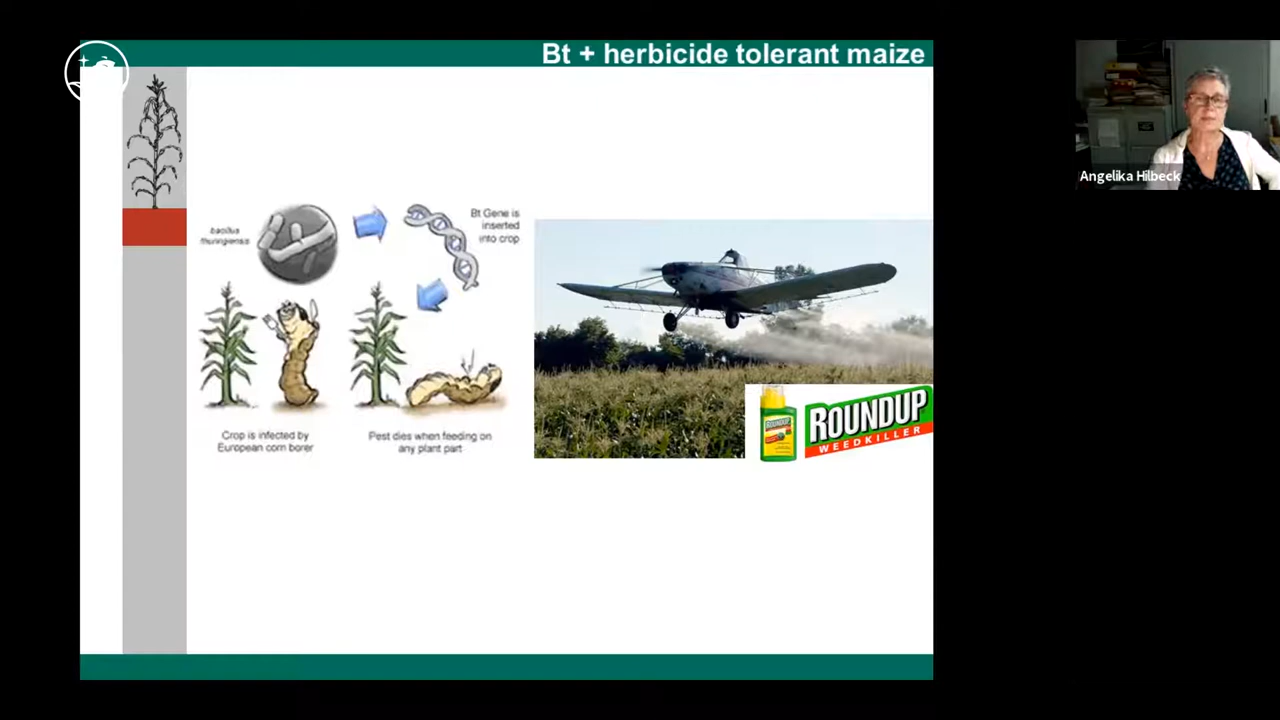 Bt + herbicide tolerant maize
Angelika Hilbeck
bacillus
thuringiensis
Bt Gene is
inserted
into crop
Crop is infected by
European corn borer
Pest dies when feeding on
any plant part
ROUNDUP
ROUNDUP
WEEDKILLER